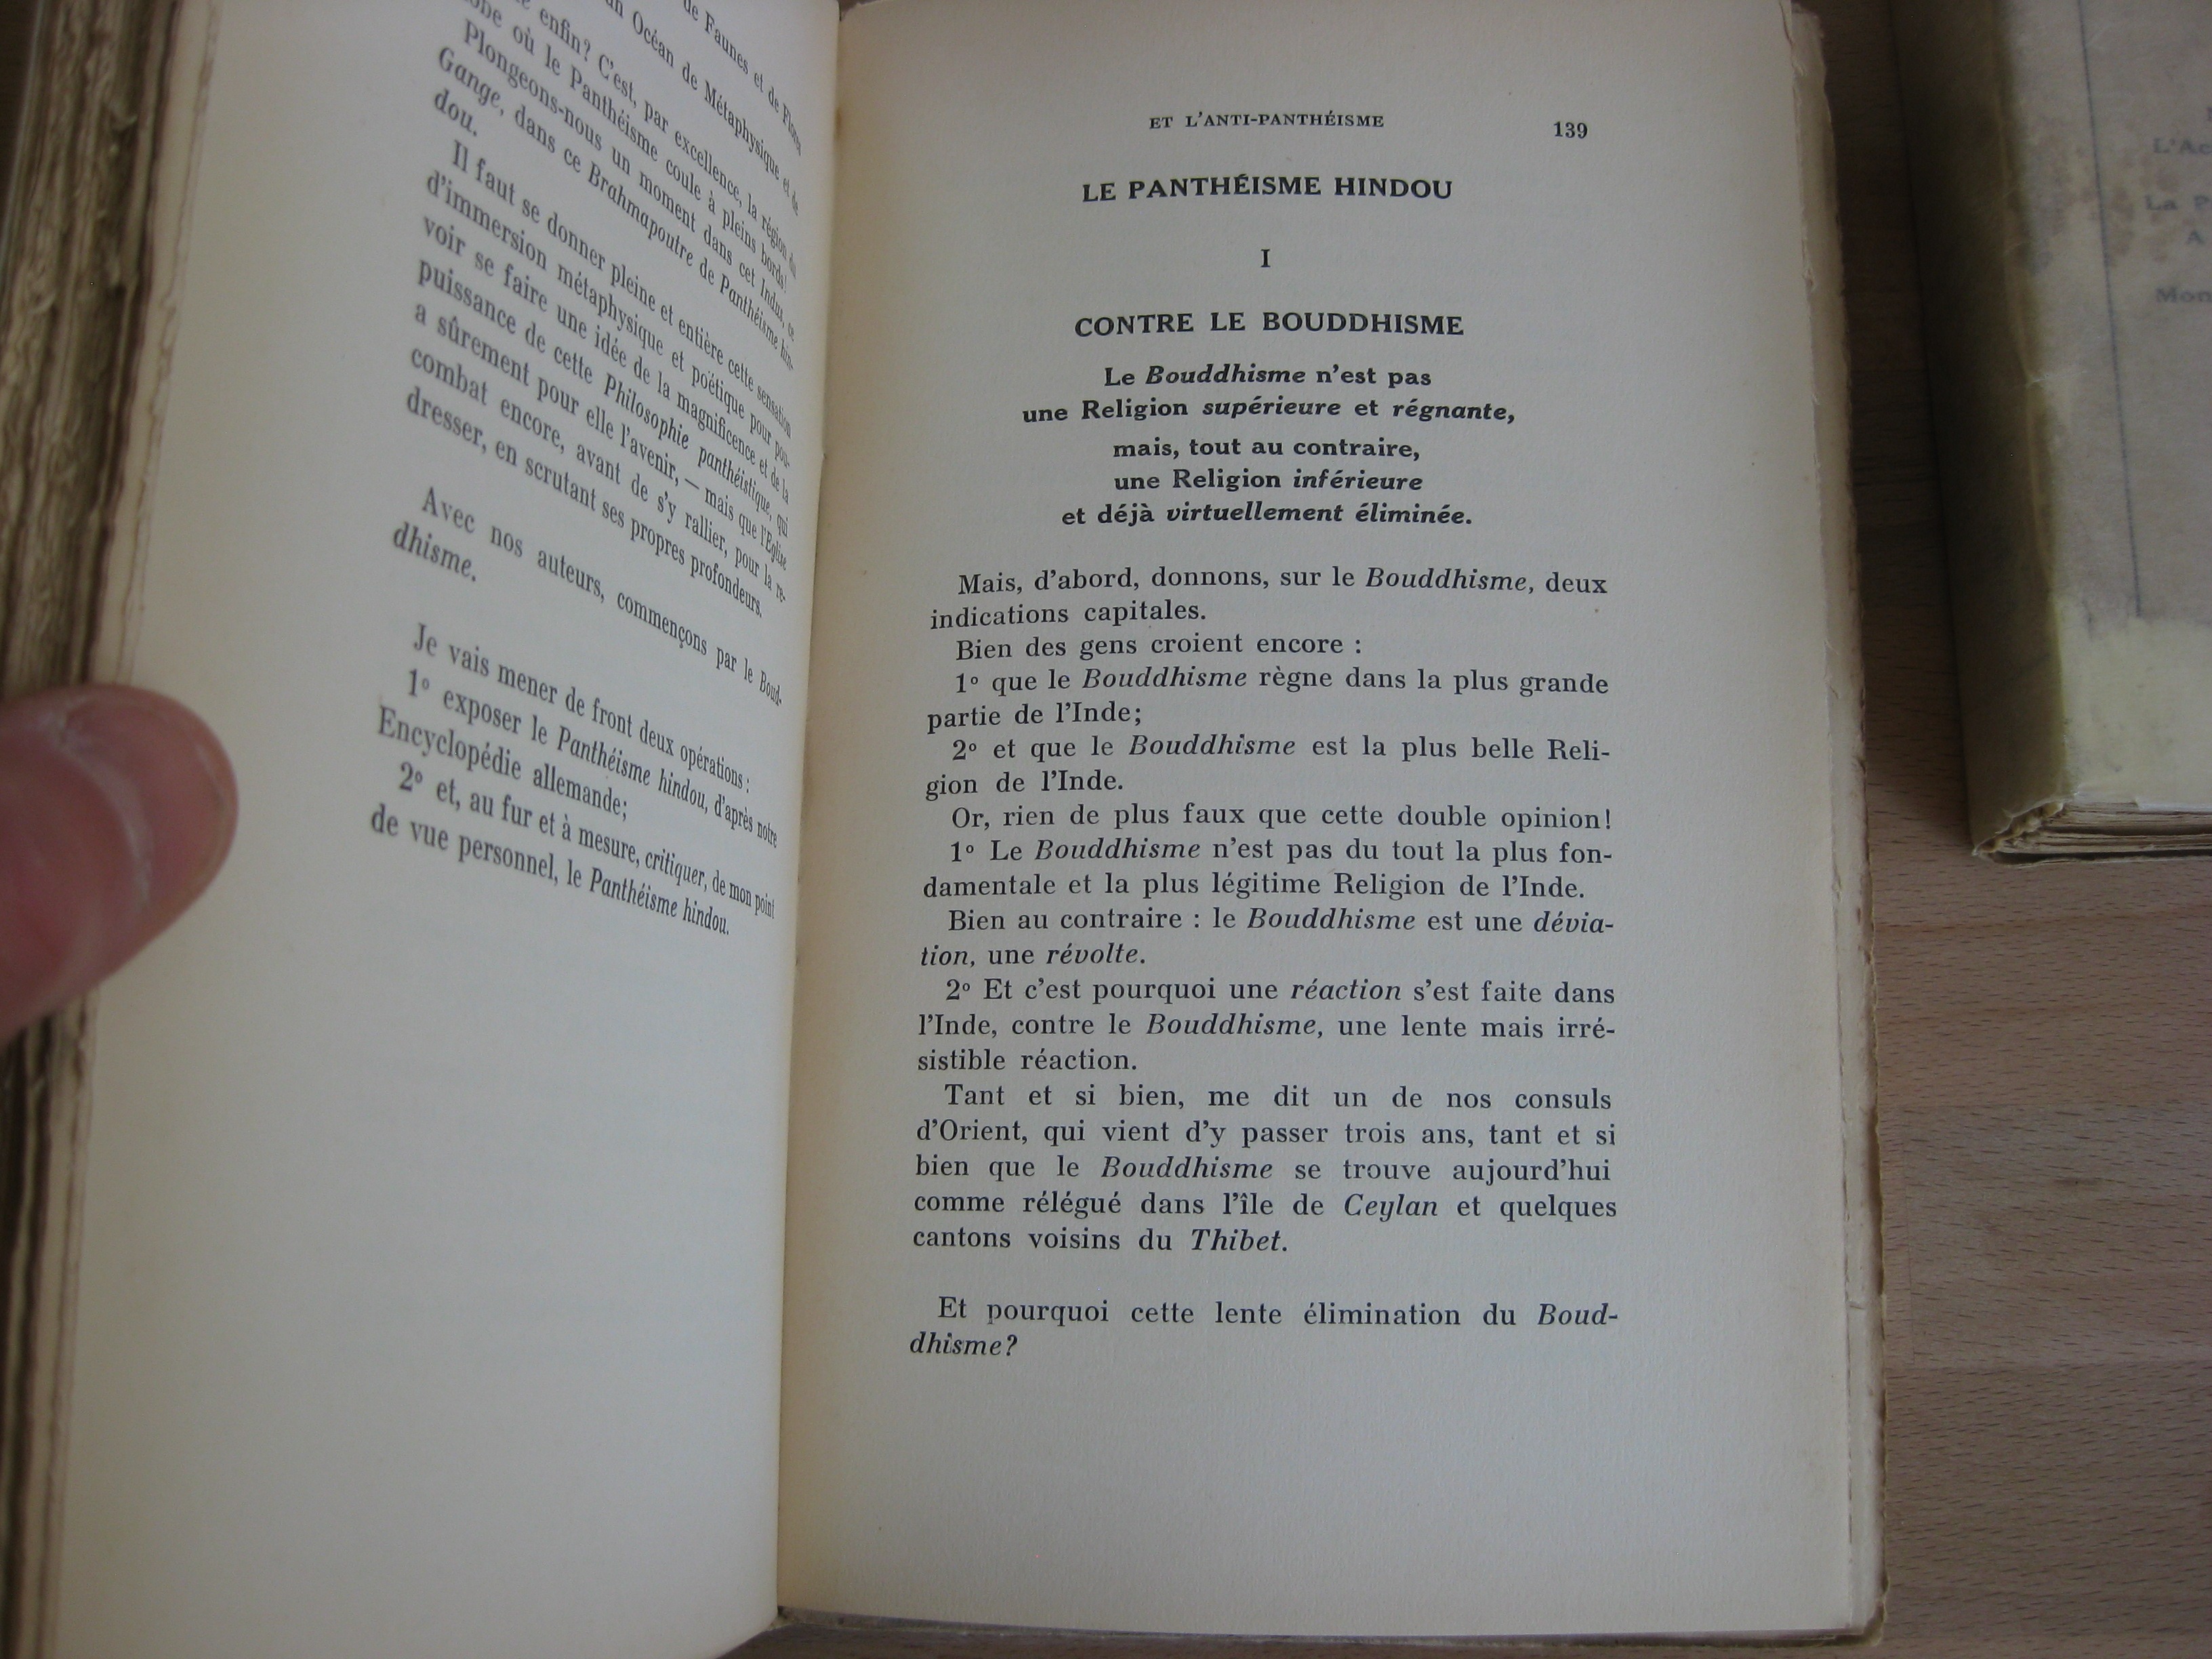 de Faunes et de Flores
un Océan de Métaphysique et de
enfin? C'est, par excellence, la région du
où le Panthéisme coule à pleins bords!
Plongeons-nous un moment dans cet Indus, ce
Gange, dans ce Brahmapoutre de Panthéisme hin-
dou.
Il faut se donner pleine et entière cette sensation
d'immersion métaphysique et poëtique pour pou-
voir se faire une idée de la magnificence et de la
puissance de cette Philosophie panthéistique, qui
a sûrement pour elle l'avenir, — mais que l'Eglise
combat encore, avant de s'y rallier, pour la re-
dresser, en scrutant ses propres profondeurs.
Avec nos auteurs, commençons par le Boud-
dhisme.
Je vais mener de front deux opérations :
1° exposer le Panthéisme hindou, d'après notre
Encyclopédie allemande;
2° et, au fur et à mesure, critiquer, de mon point
de vue personnel, le Panthéisme hindou.
ET L'ANTI-PANTHÉISME 139
LE PANTHÉISME HINDOU
I
CONTRE LE BOUDDHISME
Le Bouddhisme n'est pas
une Religion supérieure et régnante,
mais, tout au contraire,
une Religion inférieure
et déjà virtuellement éliminée.
Mais, d'abord, donnons, sur le Bouddhisme, deux
indications capitales.
Bien des gens croient encore :
1° que le Bouddhisme règne dans la plus grande
partie de l'Inde;
2° et que le Bouddhisme est la plus belle Reli-
gion de l'Inde.
Or, rien de plus faux que cette double opinion!
1° Le Bouddhisme n'est pas du tout la plus fon-
damentale et la plus légitime Religion de l'Inde.
Bien au contraire : le Bouddhisme est une dévia-
tion, une révolte.
2° Et c'est pourquoi une réaction s'est faite dans
l'Inde, contre le Bouddhisme, une lente mais irré-
sistible réaction.
Tant et si bien, me dit un de nos consuls
d'Orient, qui vient d'y passer trois ans, tant et si
bien que le Bouddhisme se trouve aujourd'hui
comme rélégué dans l'île de Ceylan et quelques
cantons voisins du Thibet.
Et pourquoi cette lente élimination du Boud-
dhisme?
L'Ac
La P
A
Mon